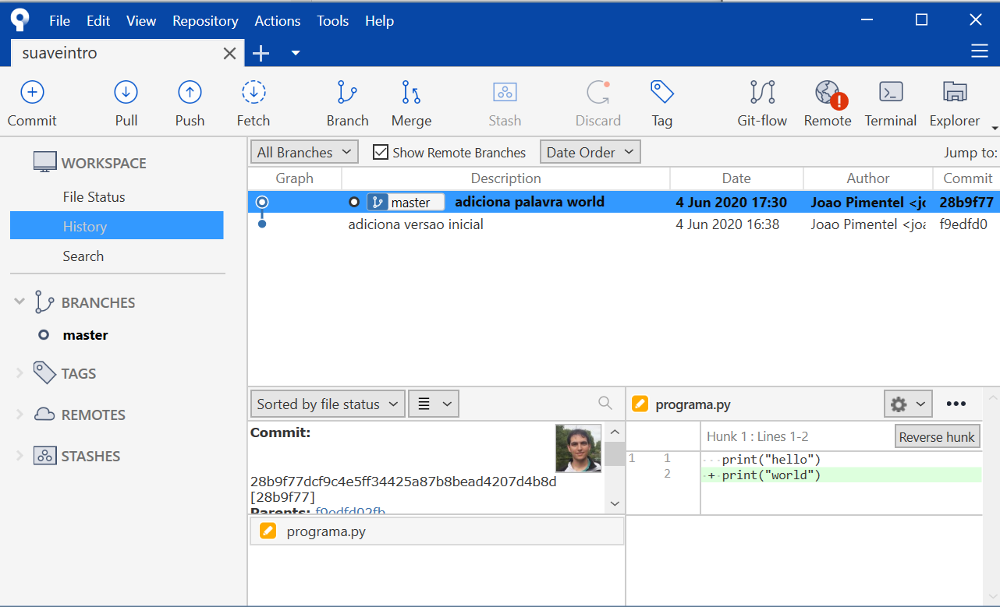 File Edit View Repository Actions Tools Help
suaveintro
Commit Pull Push Fetch Branch Merge Stash Discard Tag Git-flow Remote Terminal Explorer
WORKSPACE
File Status
History
Search
BRANCHES
master
TAGS
REMOTES
STASHES
All Branches Show Remote Branches Date Order Jump to:
Graph Description Date Author Commit
master adiciona palavra world 4 Jun 2020 17:30 Joao Pimentel <jo 28b9f77
adiciona versao inicial 4 Jun 2020 16:38 Joao Pimentel <joa f9edfd0
Sorted by file status
Commit:
28b9f77dcf9c4e5ff34425a87b8bead4207d4b8d
[28b9f77]
Parents: f9edfd02fb
programa.py
programa.py
Hunk 1 : Lines 1-2 Reverse hunk
1 1 print("hello")
2 + print("world")